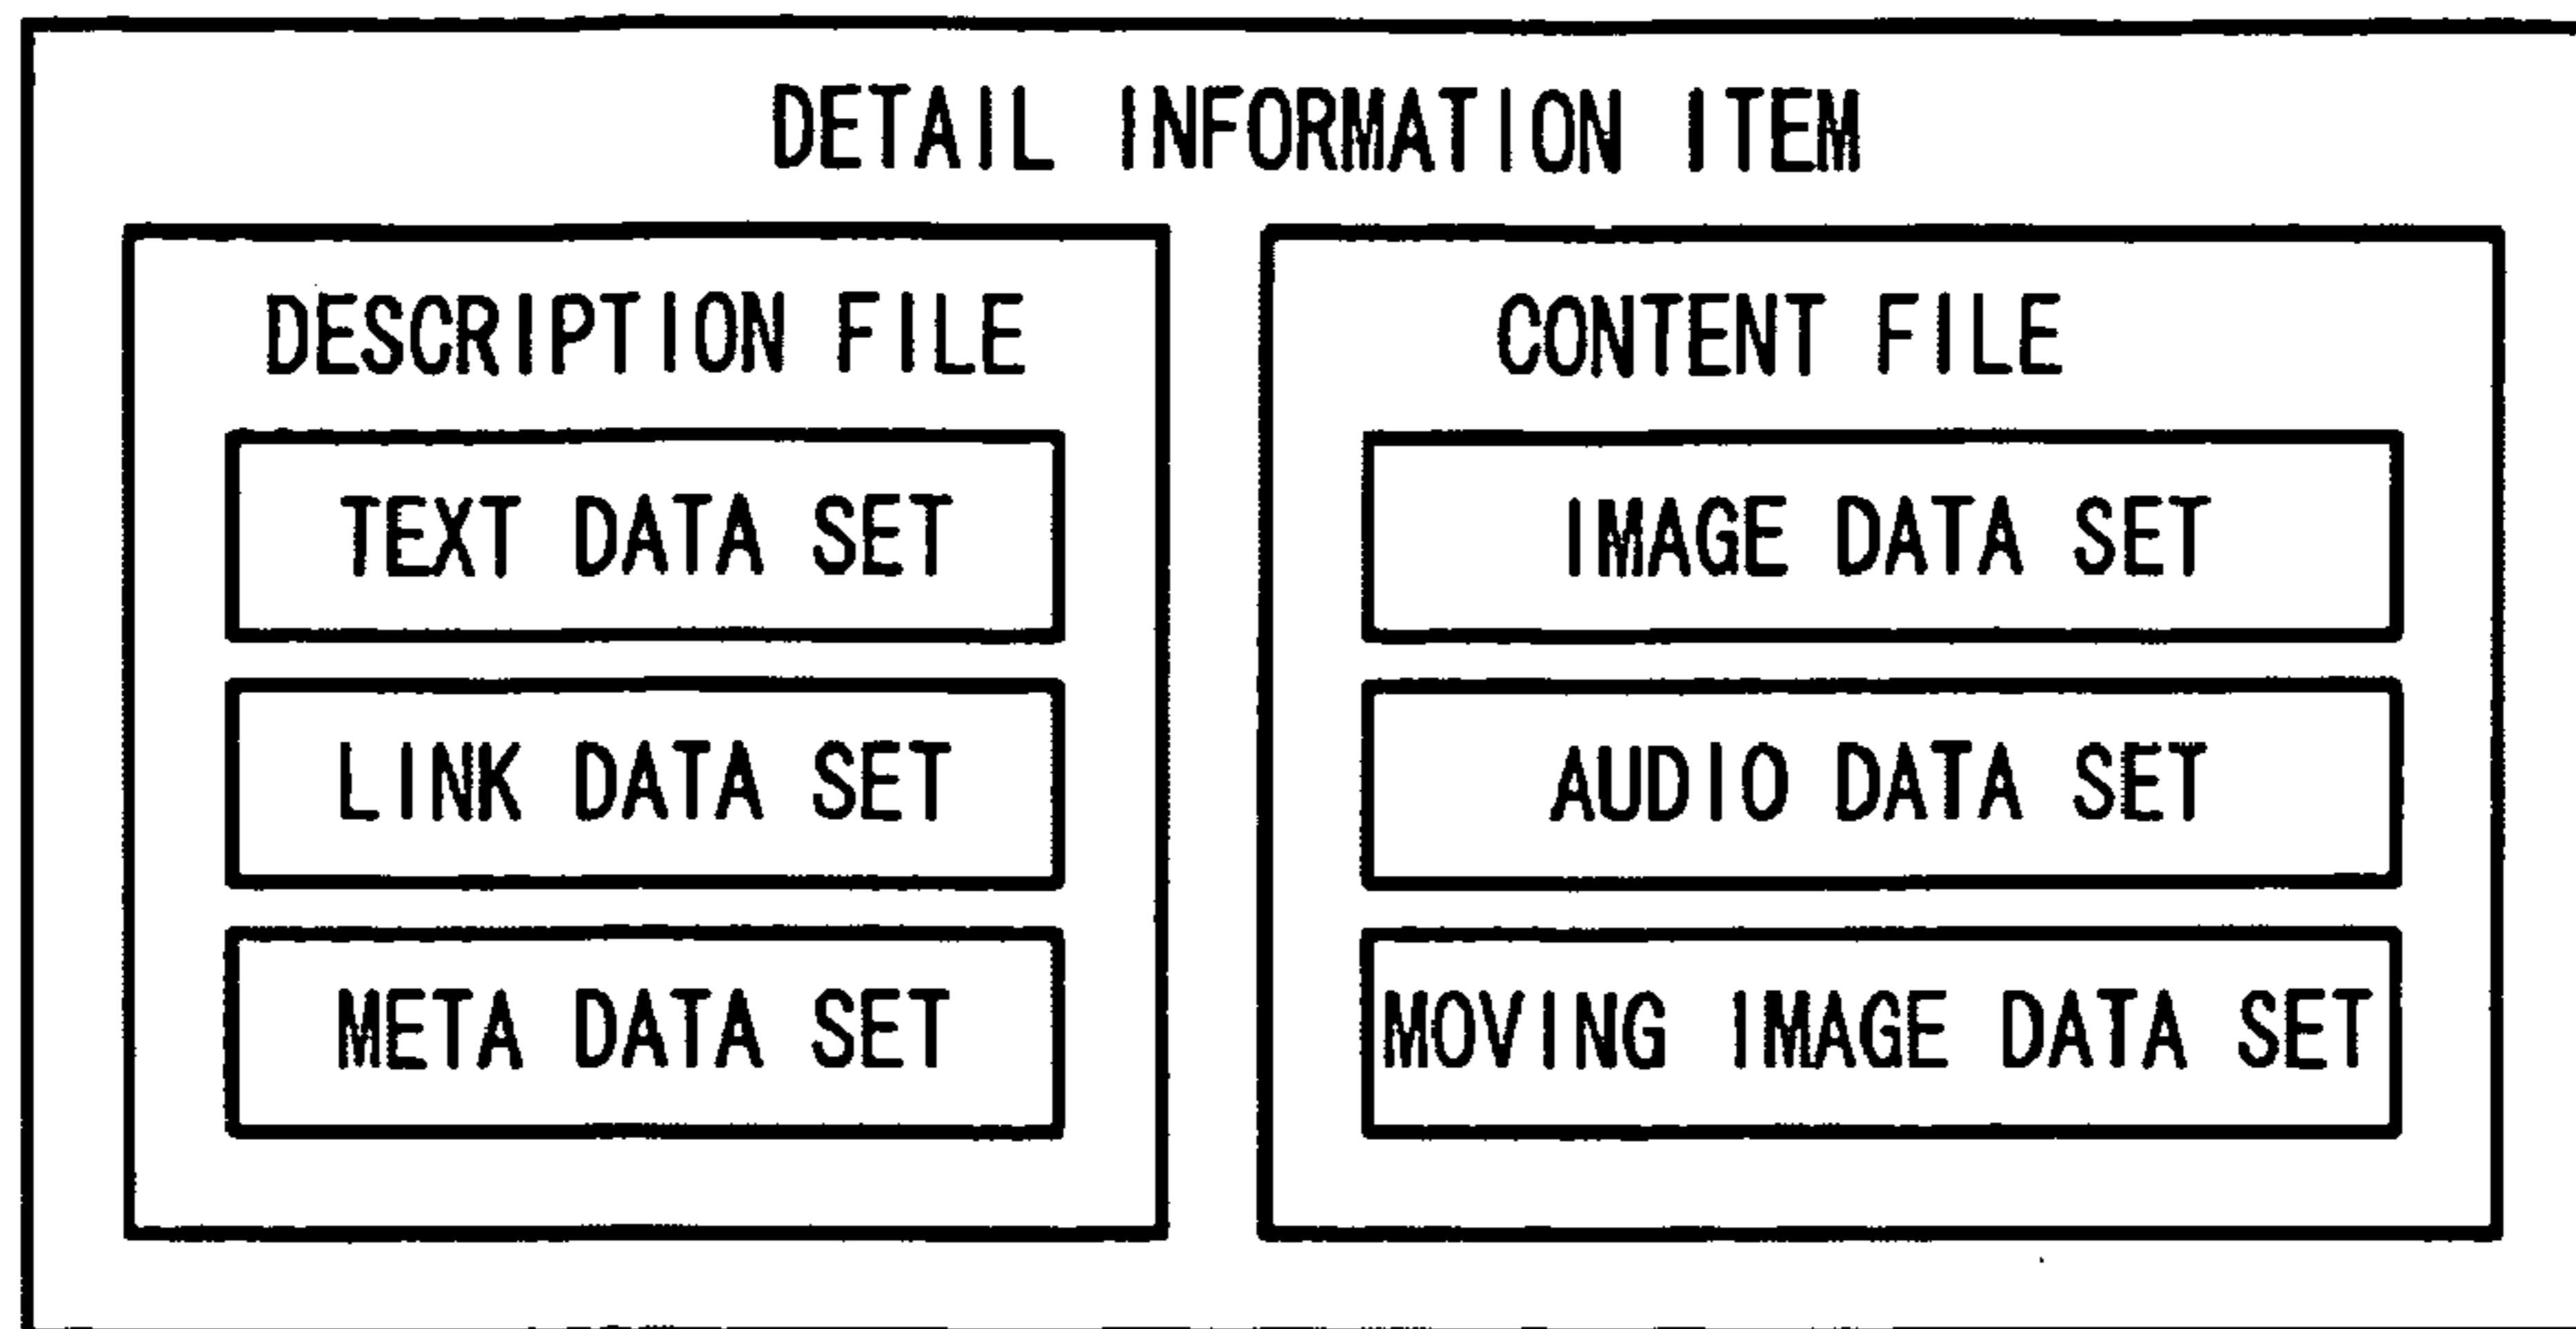 DETAIL INFORMATION ITEM
DESCRIPTION FILE
TEXT DATA SET
LINK DATA SET
META DATA SET
CONTENT FILE
IMAGE DATA SET
AUDIO DATA SET
MOVING IMAGE DATA SET